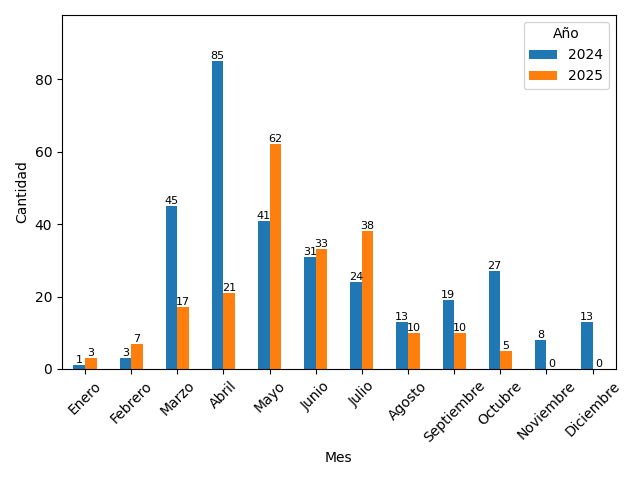 Año
2024
2025
Cantidad
80
60
40
20
0
1 3 3 7 45 17 85 21 41 62 31 33 24 38 13 10 19 10 27 5 8 0 13 0
Enero Febrero Marzo Abril Mayo Junio Julio Agosto Septiembre Octubre Noviembre Diciembre
Mes